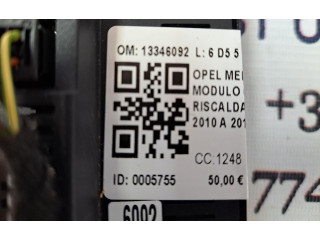 OM: 13346092 L: 6 D5 5
OPEL ME
MODULO
RISCALDA
2010 A 201
CC:1248
ID: 0005755 50,00 €
6002
+3
774